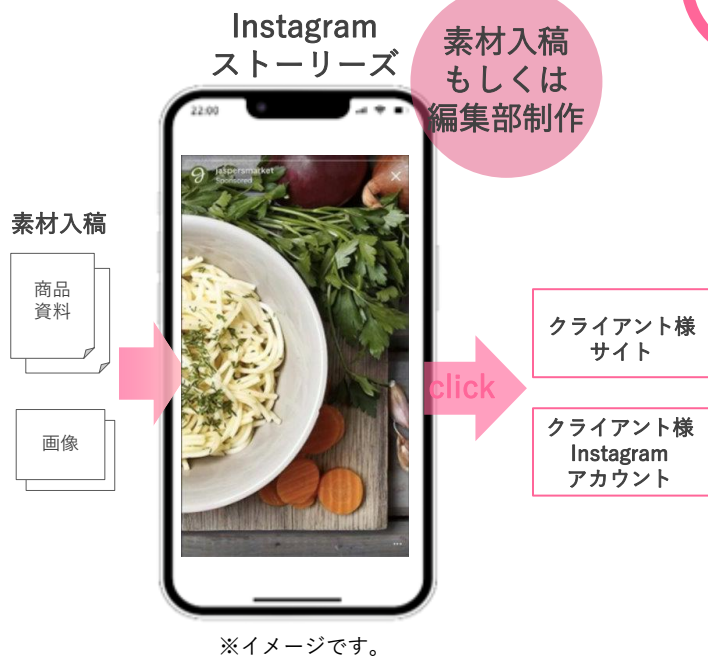 Instagram
ストーリーズ
素材入稿
もしくは
編集部制作
22:00
jaspersmarket
Sponsored
素材入稿
商品
資料
画像
click
クライアント様
サイト
クライアント様
Instagram
アカウント
※イメージです。